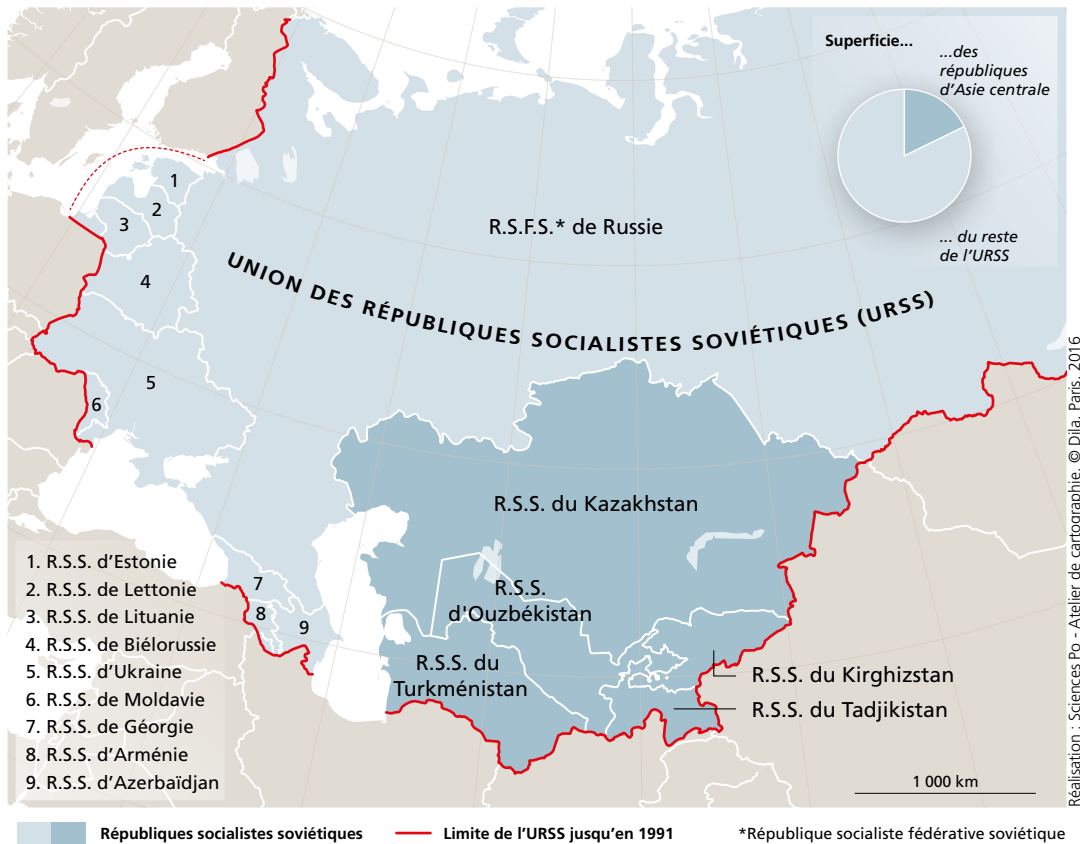 Superficie...
...des
républiques
d'Asie centrale
... du reste
de l'URSS
1
2
3
4
5
6
7
8
9
R.S.F.S.* de Russie
UNION DES RÉPUBLIQUES SOCIALISTES SOVIÉTIQUES (URSS)
R.S.S. du Kazakhstan
R.S.S.
d'Ouzbékistan
R.S.S. du
Turkménistan
R.S.S. du Kirghizstan
R.S.S. du Tadjikistan
1. R.S.S. d'Estonie
2. R.S.S. de Lettonie
3. R.S.S. de Lituanie
4. R.S.S. de Biélorussie
5. R.S.S. d'Ukraine
6. R.S.S. de Moldavie
7. R.S.S. de Géorgie
8. R.S.S. d'Arménie
9. R.S.S. d'Azerbaïdjan
1 000 km
Réalisation : Sciences Po - Atelier de cartographie. © Dila, Paris, 2016
Républiques socialistes soviétiques
Limite de l'URSS jusqu'en 1991
*République socialiste fédérative soviétique